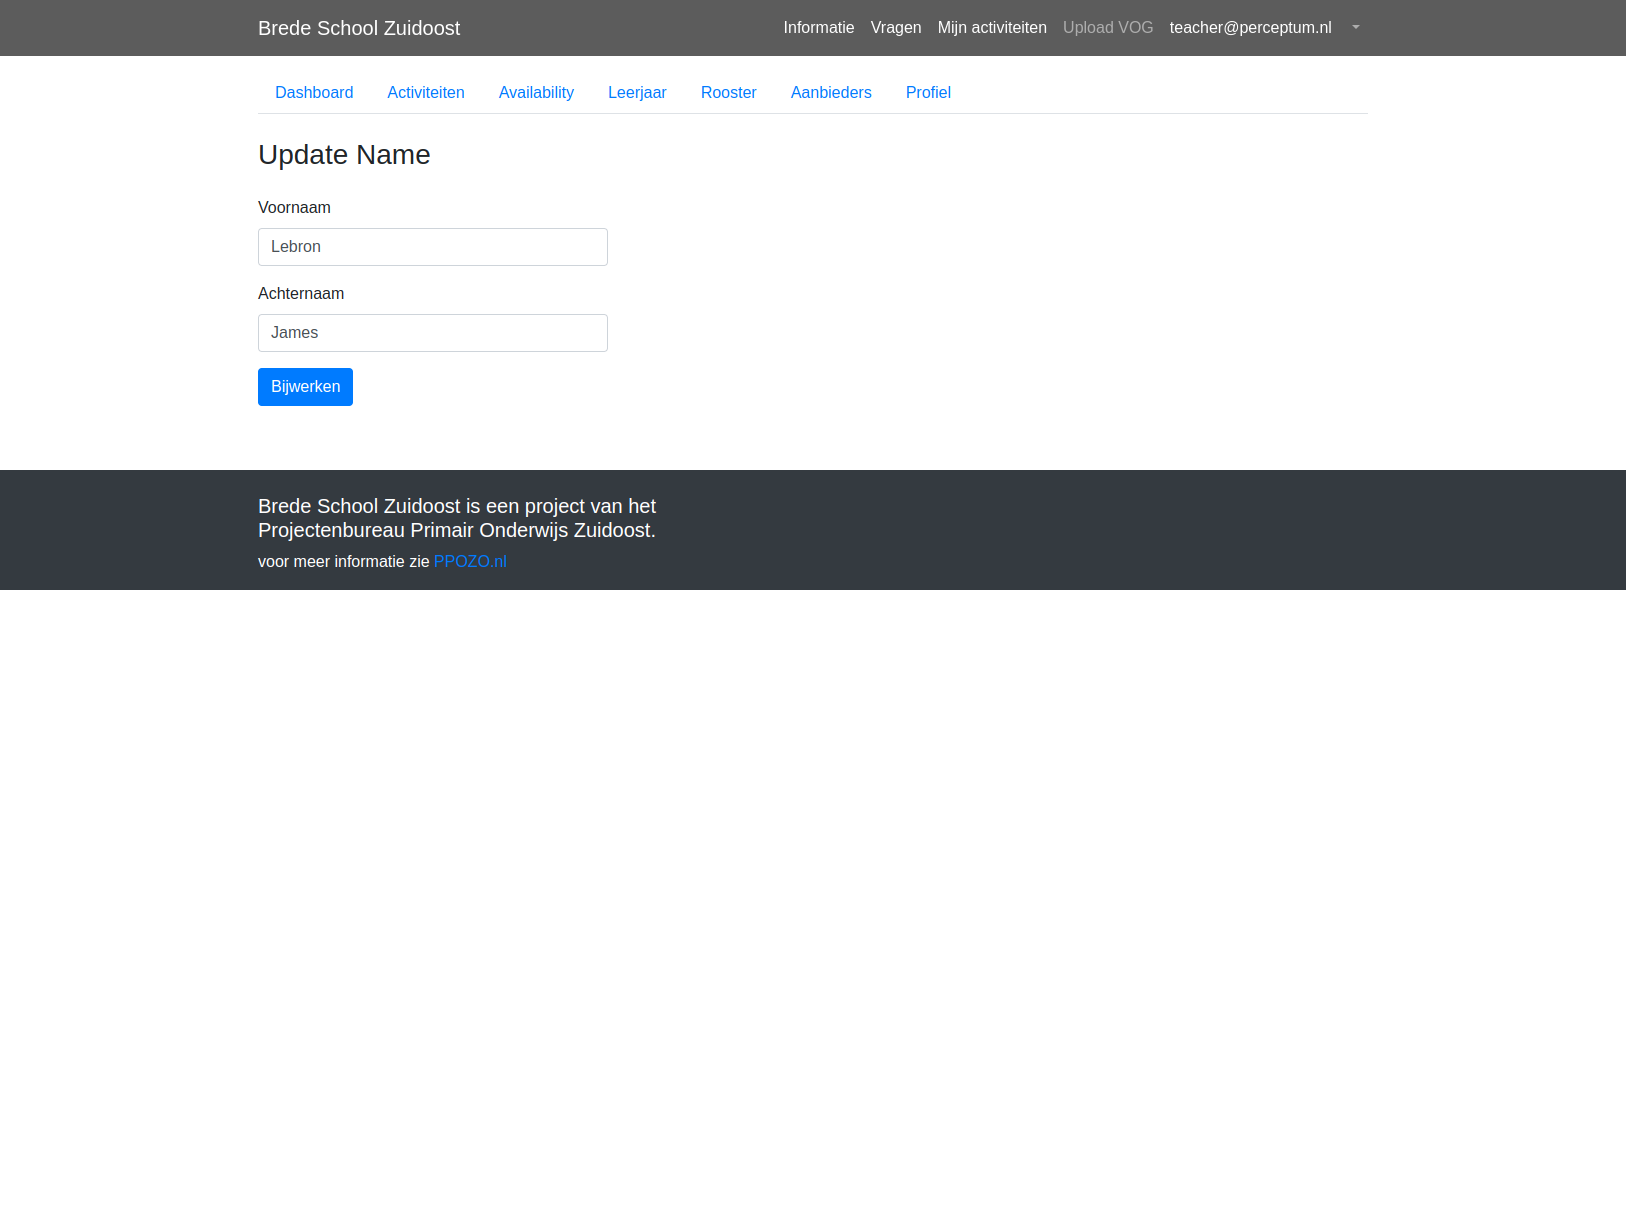 Brede School Zuidoost
Informatie Vragen Mijn activiteiten Upload VOG teacher@perceptum.nl
Dashboard Activiteiten Availability Leerjaar Rooster Aanbieders Profiel
Update Name
Voornaam
Lebron
Achternaam
James
Bijwerken
Brede School Zuidoost is een project van het
Projectenbureau Primair Onderwijs Zuidoost.
voor meer informatie zie PPOZO.nl